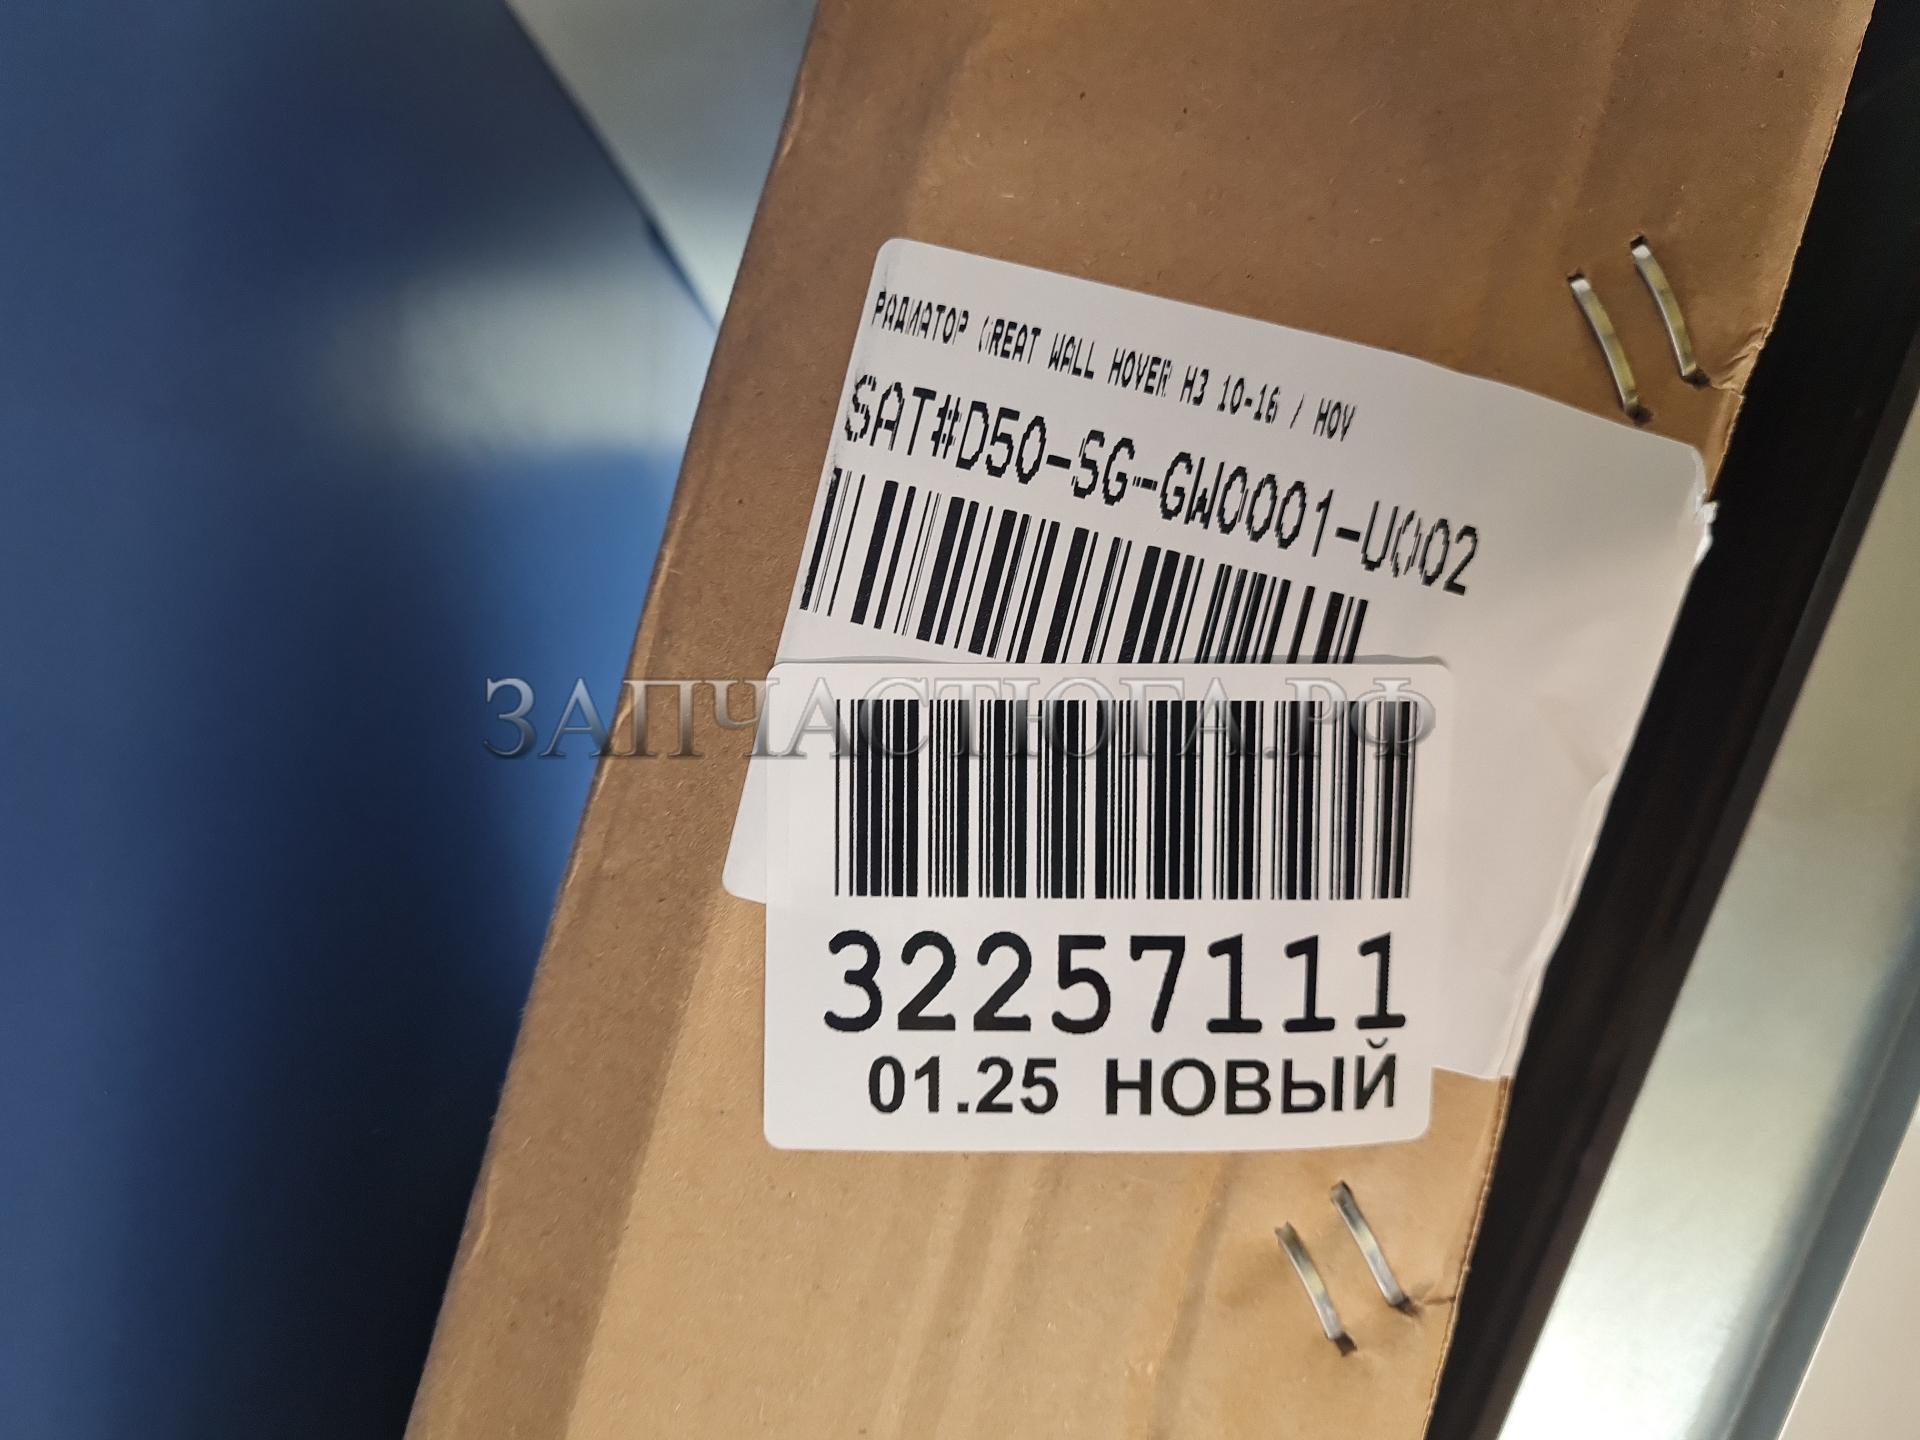 РАДИАТОР GREAT WALL HOVER H3 10-16 / HOV
SAT#D50-SG-GW0001-U002
ЗАПЧАСТЮГА.РФ
32257111
01.25 НОВЫЙ